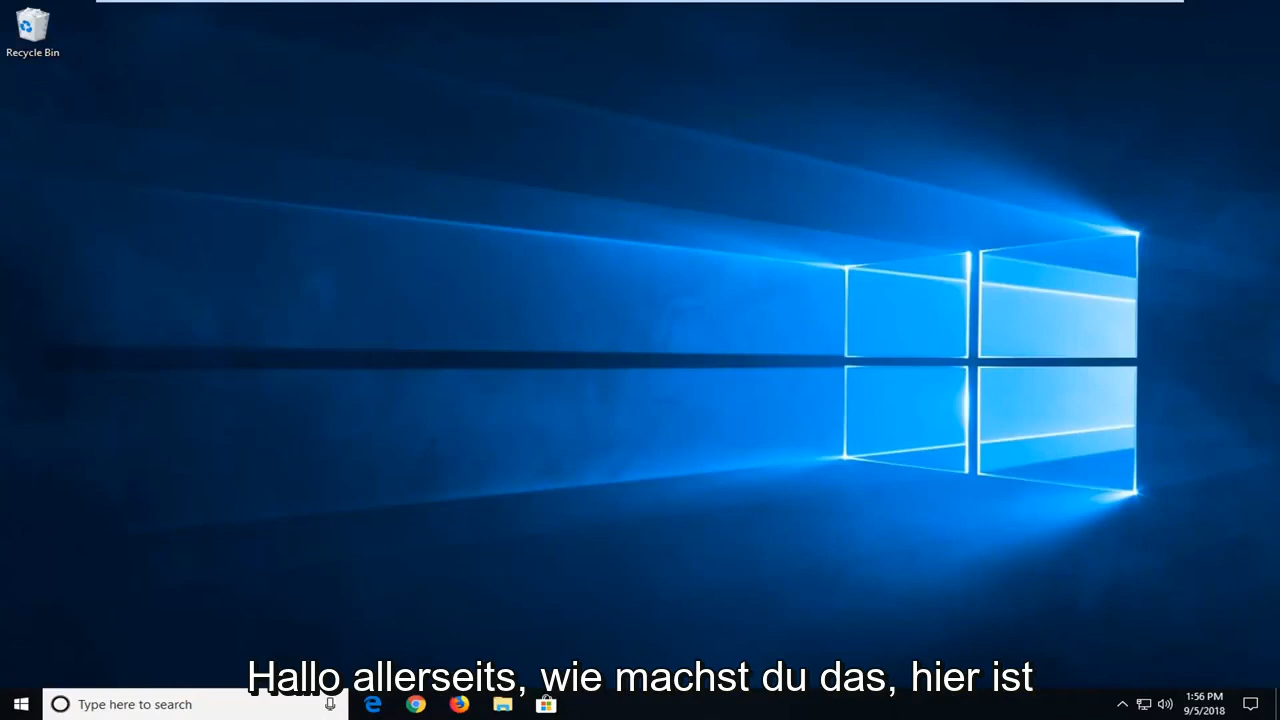 Recycle Bin
Hallo allerseits, wie machst du das, hier ist
Type here to search
1:56 PM
9/5/2018